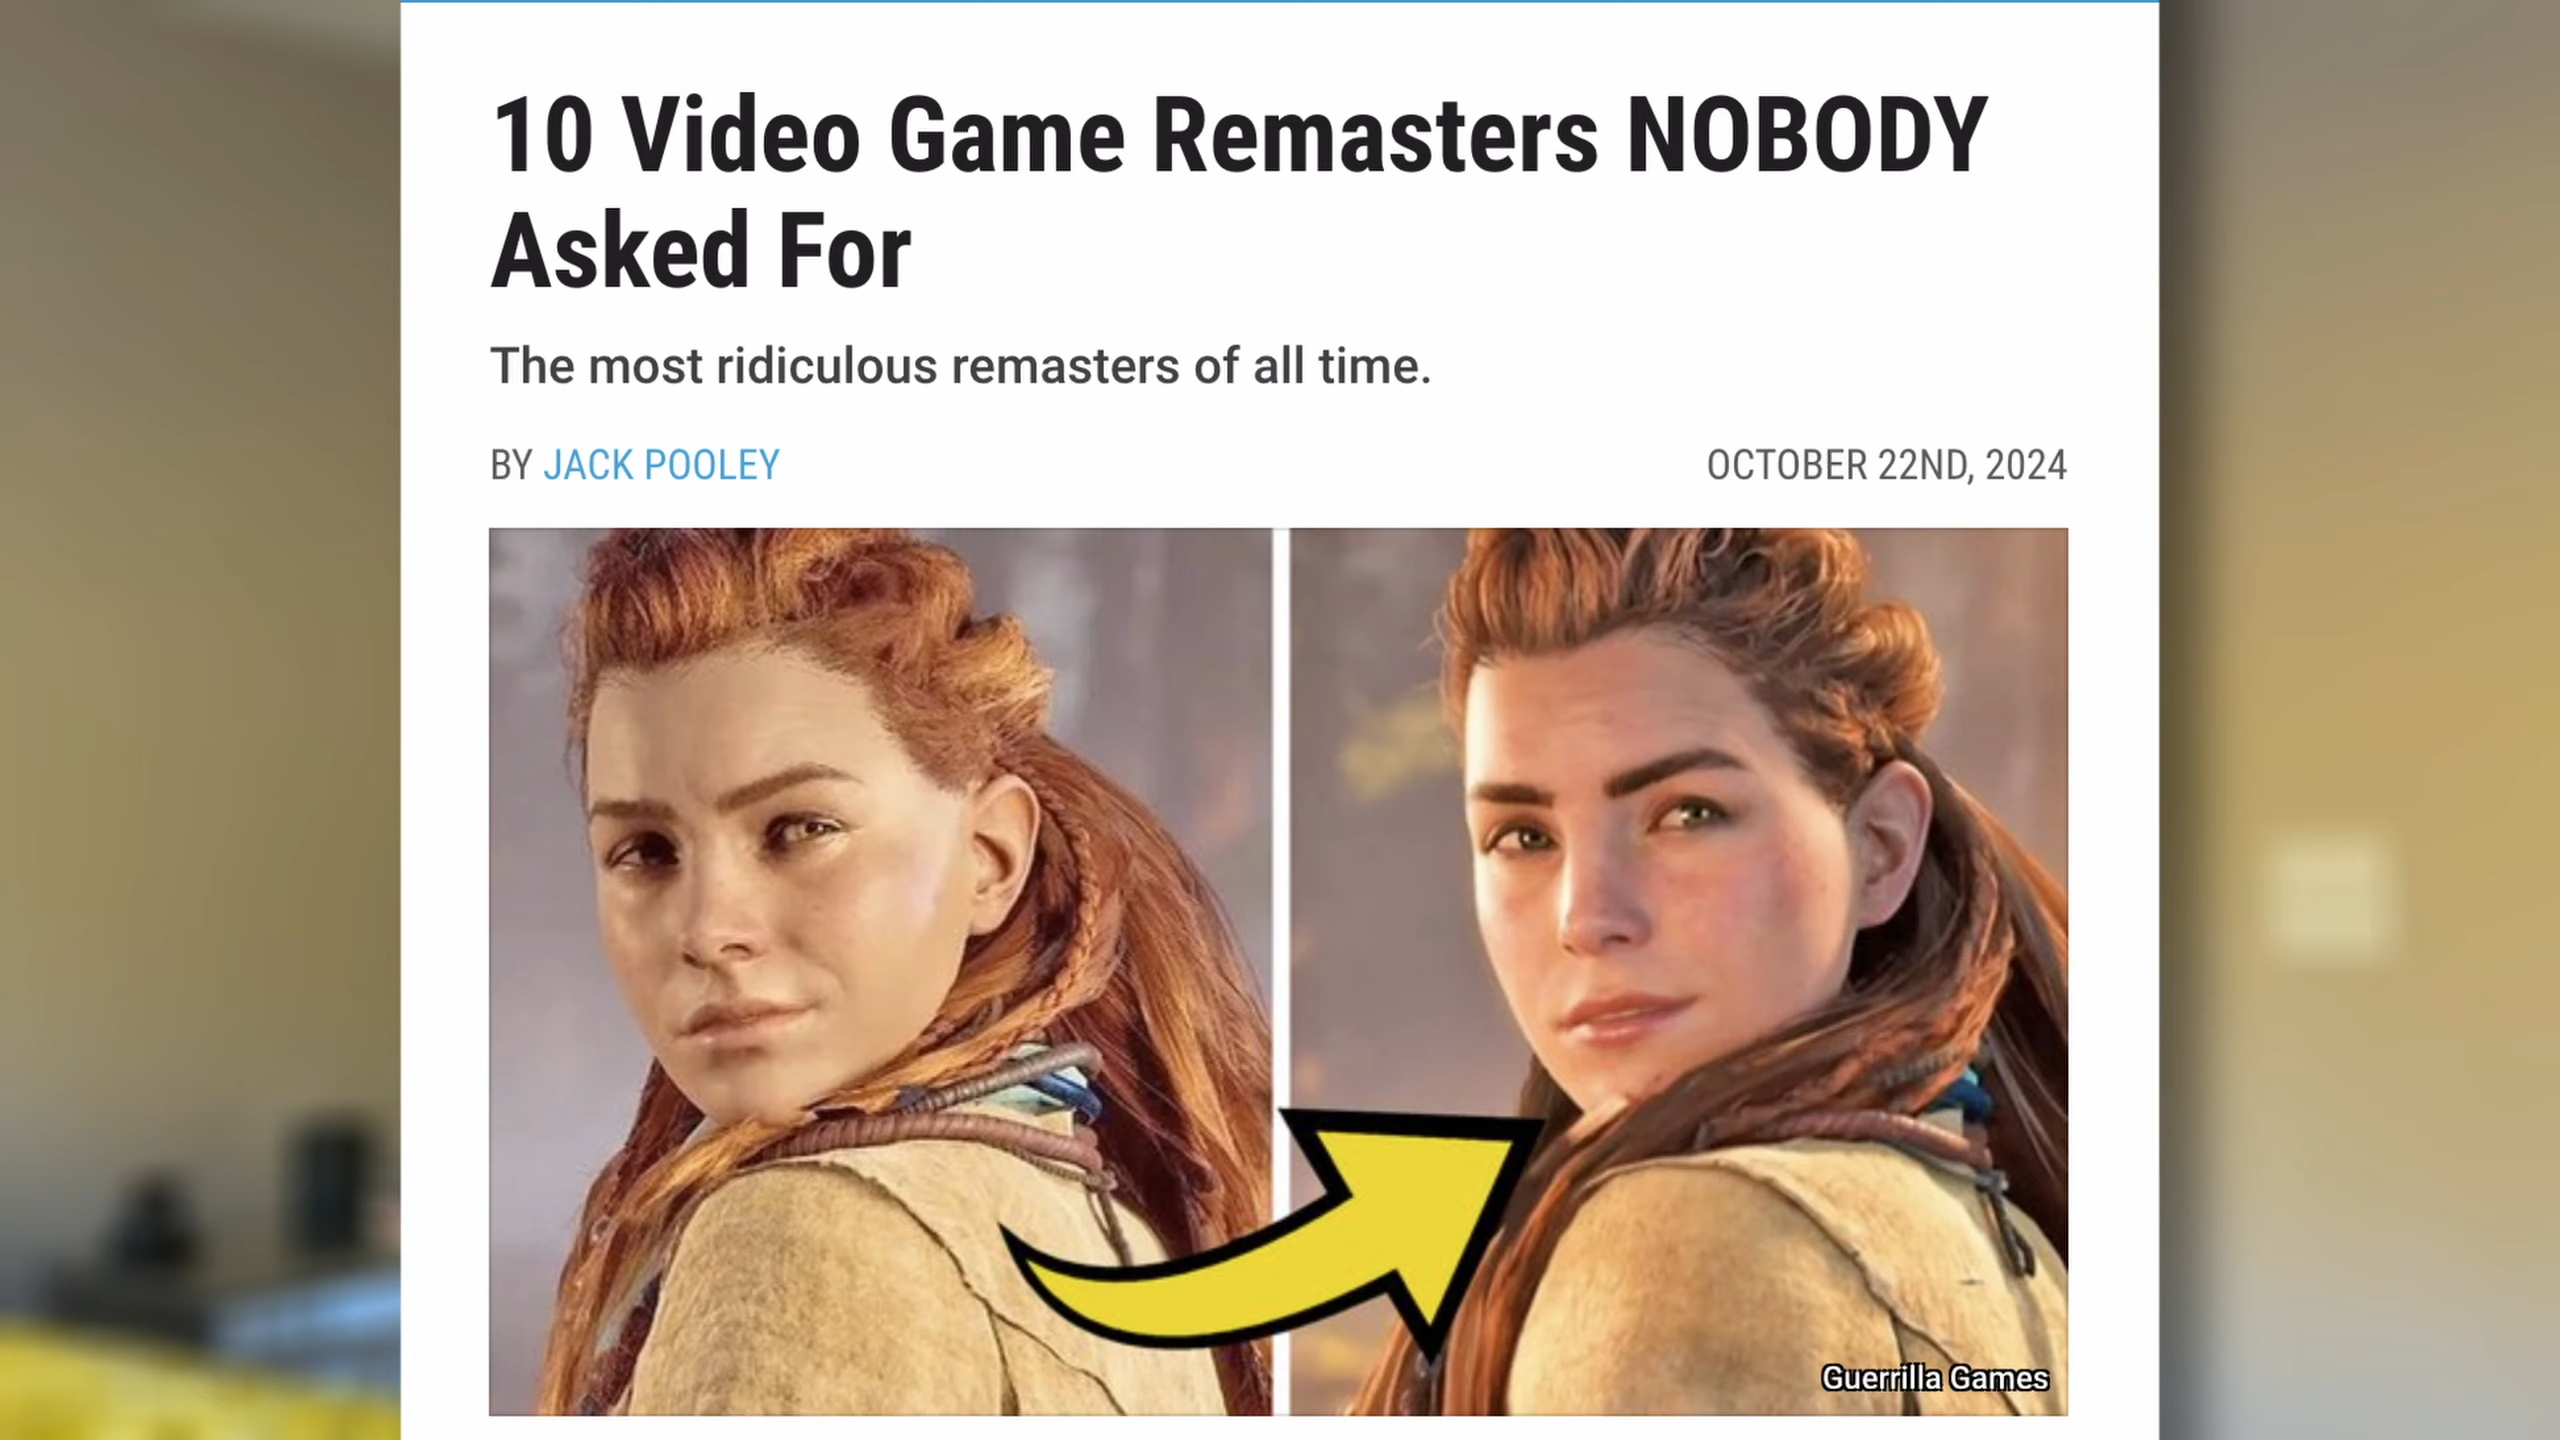 10 Video Game Remasters NOBODY
Asked For
The most ridiculous remasters of all time.
BY JACK POOLEY
OCTOBER 22ND, 2024
Guerrilla Games